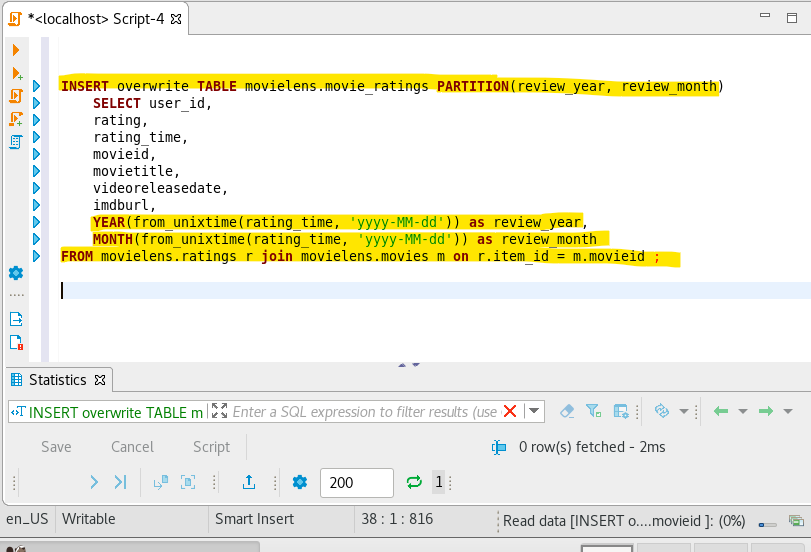 *<localhost> Script-4
INSERT overwrite TABLE movielens.movie_ratings PARTITION(review_year, review_month)
SELECT user_id,
rating,
rating_time,
movieid,
movietitle,
videoreleasedate,
imdburl,
YEAR(from_unixtime(rating_time, 'yyyy-MM-dd')) as review_year,
MONTH(from_unixtime(rating_time, 'yyyy-MM-dd')) as review_month
FROM movielens.ratings r join movielens.movies m on r.item_id = m.movieid ;
Statistics
INSERT overwrite TABLE m Enter a SQL expression to filter results (use
Save Cancel Script 0 row(s) fetched - 2ms
200 1
en_US Writable Smart Insert 38 : 1 : 816 Read data [INSERT o....movieid ]: (0%)